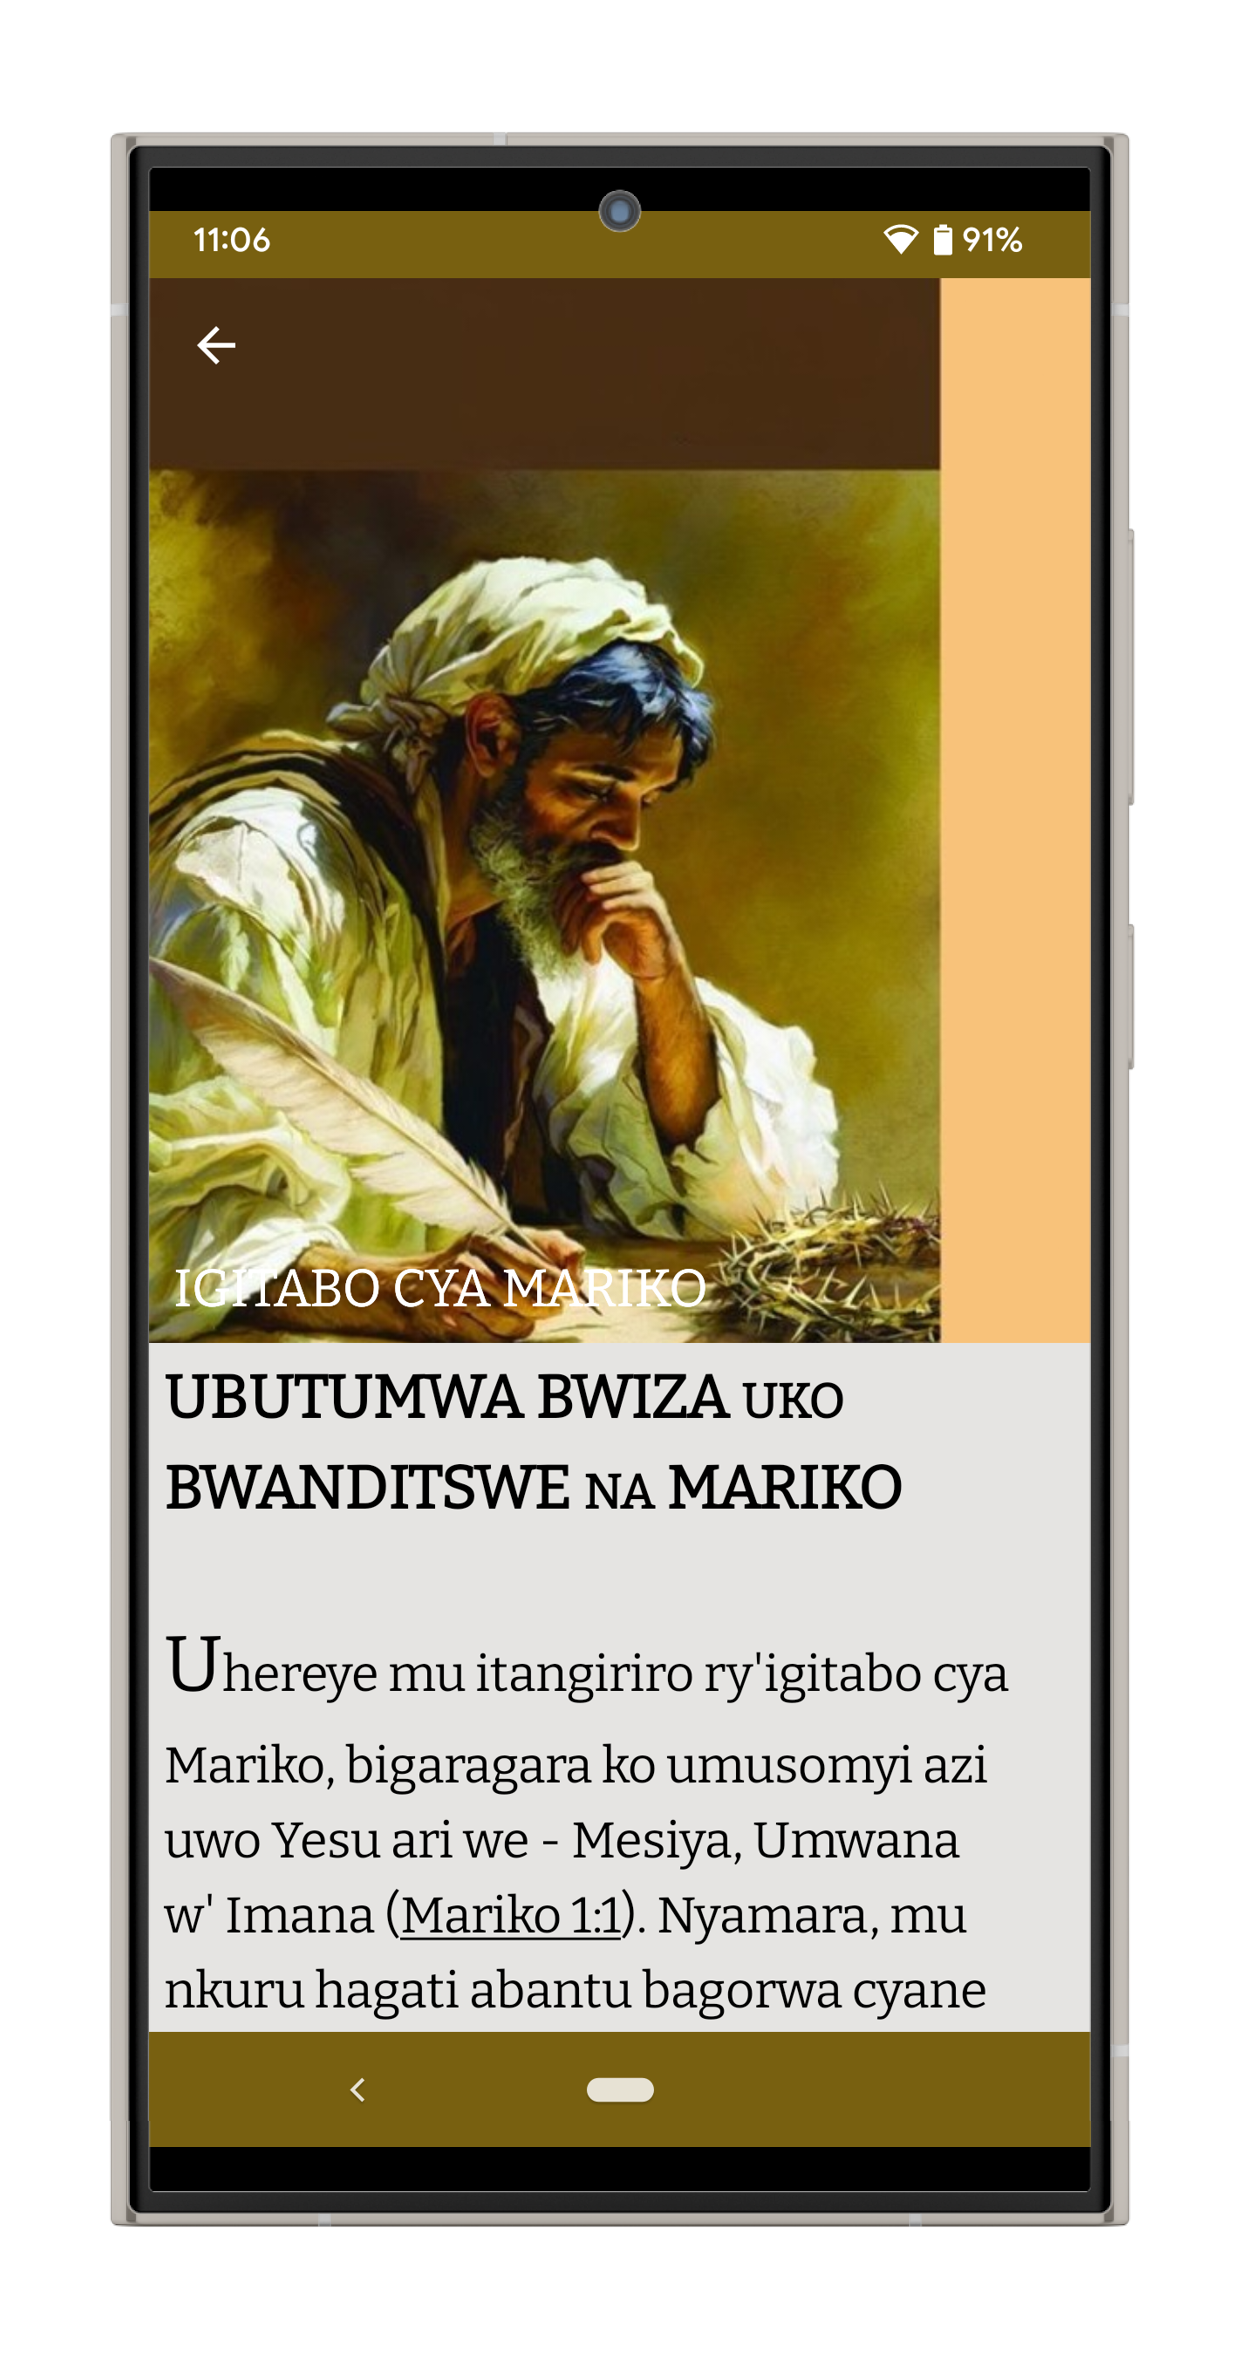 11:06 91%
IGITABO CYA MARIKO
UBUTUMWA BWIZA UKO
BWANDITSWE NA MARIKO
Uhereye mu itangiriro ry'igitabo cya
Mariko, bigaragara ko umusomyi azi
uwo Yesu ari we - Mesiya, Umwana
w' Imana (Mariko 1:1). Nyamara, mu
nkuru hagati abantu bagorwa cyane